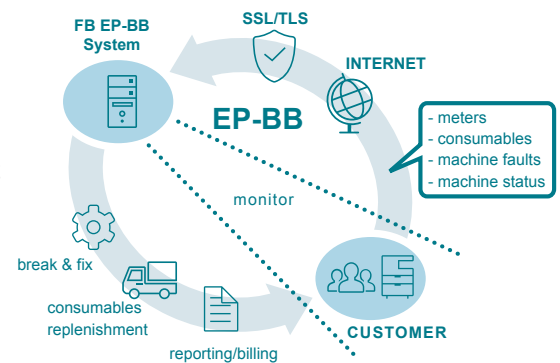 FB EP-BB
System
SSL/TLS
INTERNET
EP-BB
- meters
- consumables
- machine faults
- machine status
monitor
break & fix
consumables
replenishment
reporting/billing
CUSTOMER